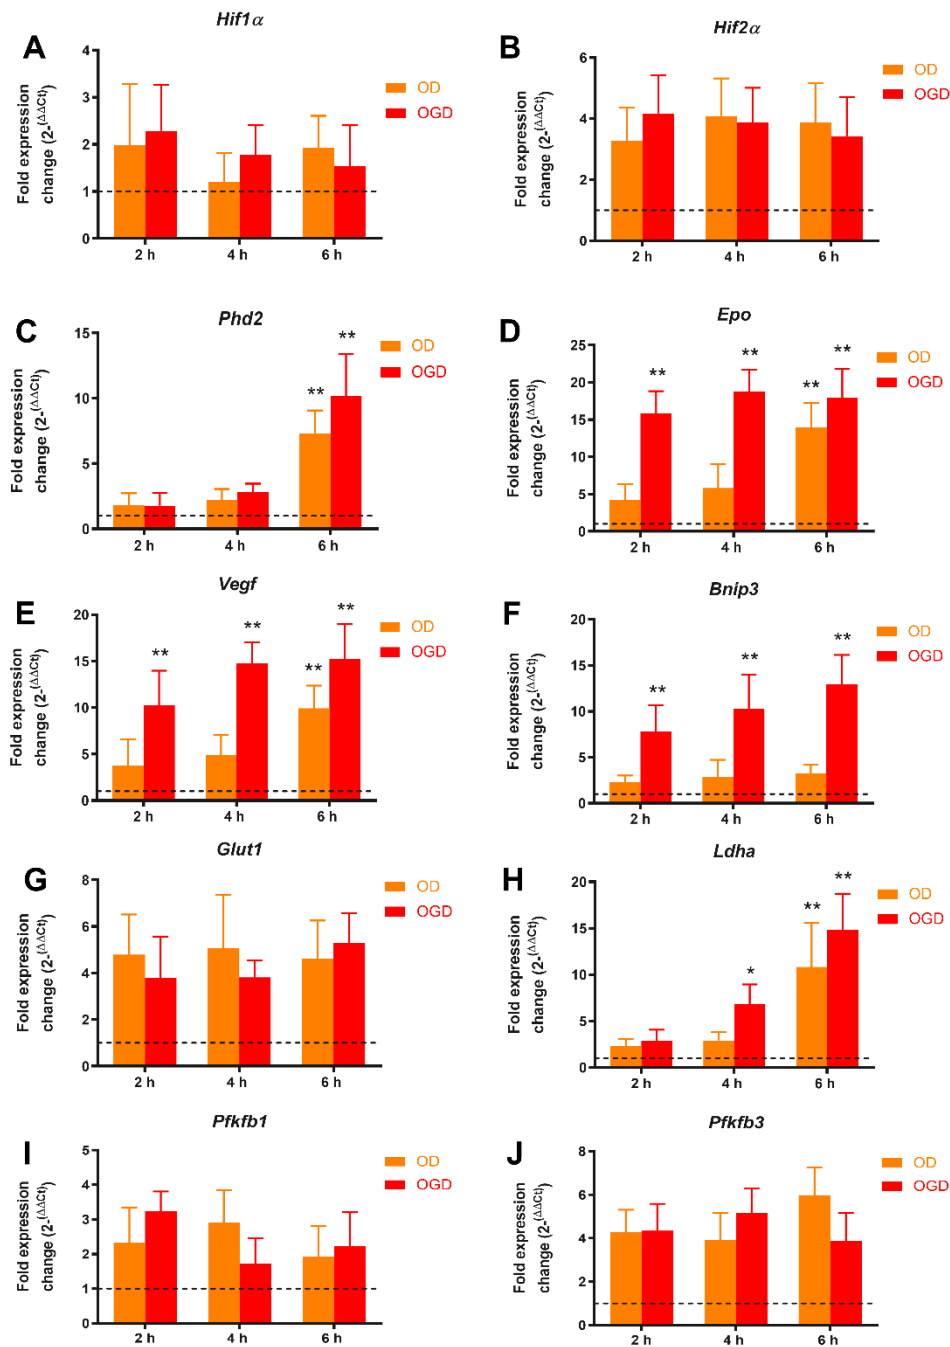 A
Hif1α
Fold expression
change (2-(ΔΔCt))
4
3
2
1
0
2 h 4 h 6 h
OD
OGD
B
Hif2α
Fold expression
change (2-(ΔΔCt))
6
4
2
0
2 h 4 h 6 h
OD
OGD
C
Phd2
Fold expression
change (2-(ΔΔCt))
15
10
5
0
** **
2 h 4 h 6 h
OD
OGD
D
Epo
Fold expression
change (2-(ΔΔCt))
25
20
15
10
5
0
** ** ** **
2 h 4 h 6 h
OD
OGD
E
Vegf
Fold expression
change (2-(ΔΔCt))
20
15
10
5
0
** ** ** **
2 h 4 h 6 h
OD
OGD
F
Bnip3
Fold expression
change (2-(ΔΔCt))
20
15
10
5
0
** ** **
2 h 4 h 6 h
OD
OGD
G
Glut1
Fold expression
change (2-(ΔΔCt))
8
6
4
2
0
2 h 4 h 6 h
OD
OGD
H
Ldha
Fold expression
change (2-(ΔΔCt))
20
15
10
5
0
* ** **
2 h 4 h 6 h
OD
OGD
I
Pfkfb1
Fold expression
change (2-(ΔΔCt))
5
4
3
2
1
0
2 h 4 h 6 h
OD
OGD
J
Pfkfb3
Fold expression
change (2-(ΔΔCt))
8
6
4
2
0
2 h 4 h 6 h
OD
OGD